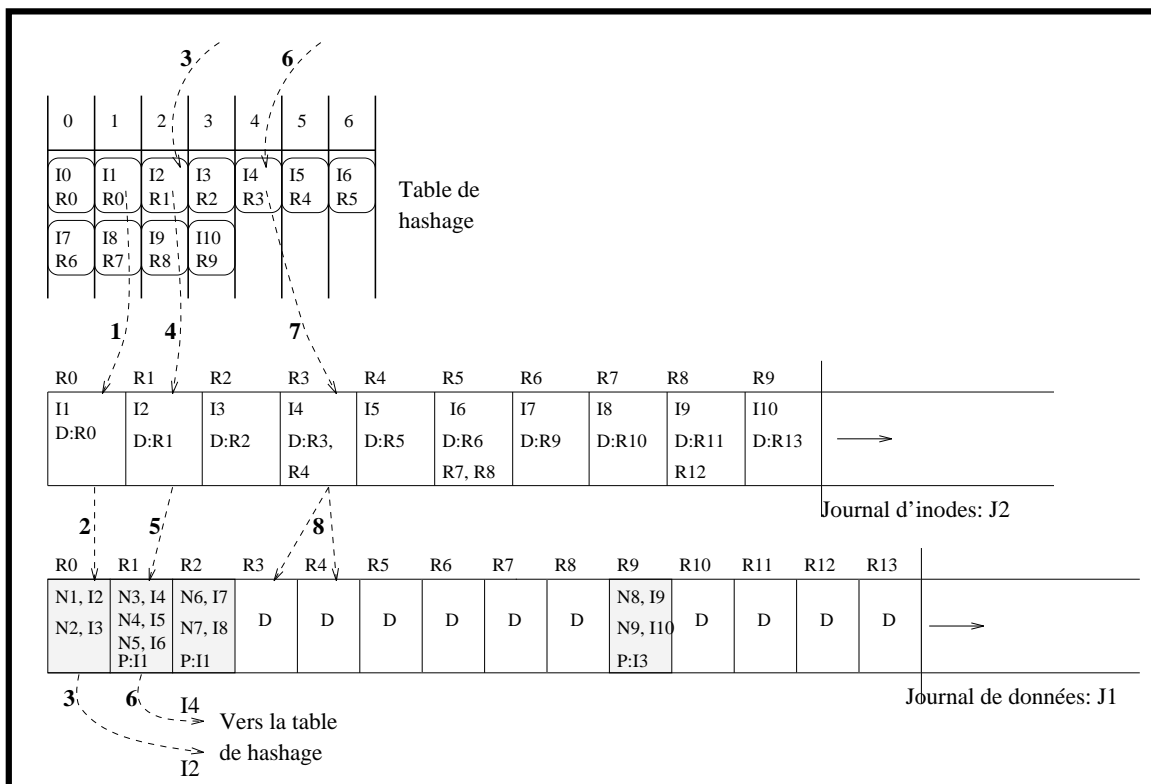 3 6
0 1 2 3 4 5 6
I0 I1 I2 I3 I4 I5 I6
R0 R0 R1 R2 R3 R4 R5
Table de
hashage
I7 I8 I9 I10
R6 R7 R8 R9
1 4 7
R0 R1 R2 R3 R4 R5 R6 R7 R8 R9
I1 I2 I3 I4 I5 I6 I7 I8 I9 I10
D:R0 D:R1 D:R2 D:R3, D:R5 D:R6 D:R9 D:R10 D:R11 D:R13
R4 R7, R8 R12
Journal d'inodes: J2
2 5 8
R0 R1 R2 R3 R4 R5 R6 R7 R8 R9 R10 R11 R12 R13
N1, I2 N3, I4 N6, I7 N8, I9
N2, I3 N4, I5 N7, I8 D D D D D D N9, I10 D D D D
N5, I6
P:I1 P:I1 P:I3
3 6 I4
Journal de données: J1
Vers la table
de hashage
I2